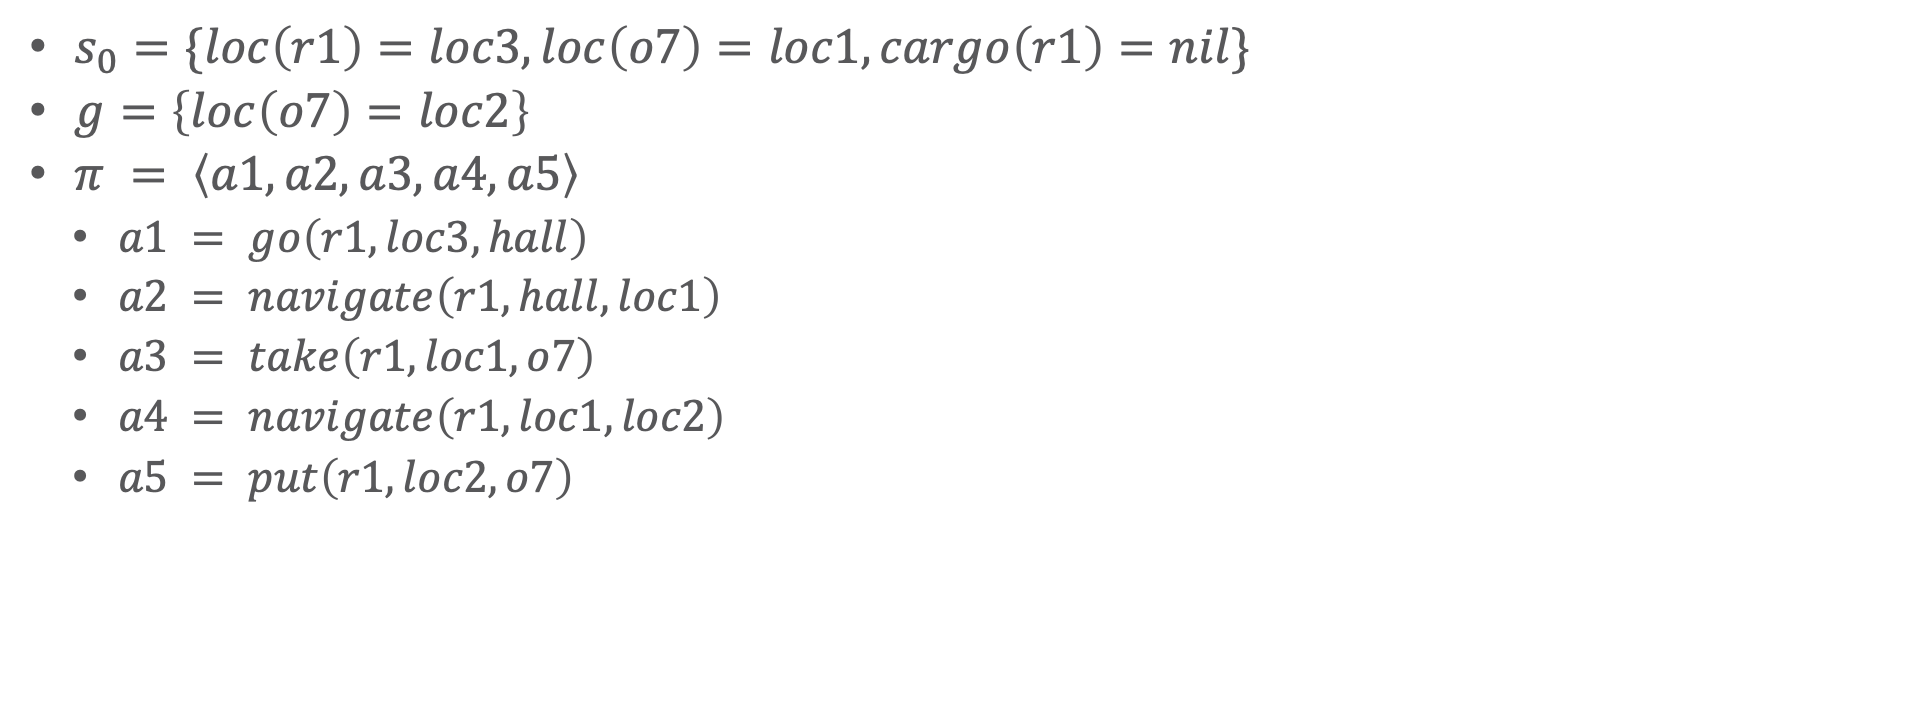 • s₀ = {loc(r1) = loc3, loc(o7) = loc1, cargo(r1) = nil}
• g = {loc(o7) = loc2}
• π = ⟨a1, a2, a3, a4, a5⟩
• a1 = go(r1, loc3, hall)
• a2 = navigate(r1, hall, loc1)
• a3 = take(r1, loc1, o7)
• a4 = navigate(r1, loc1, loc2)
• a5 = put(r1, loc2, o7)